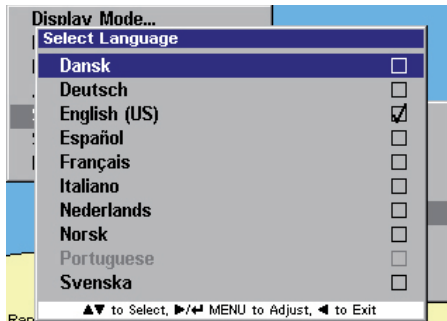 Display Mode...
Select Language
Dansk
Deutsch
English (US)
Español
Français
Italiano
Nederlands
Norsk
Portuguese
Svenska
▲▼ to Select, ▶/↵ MENU to Adjust, ◀ to Exit